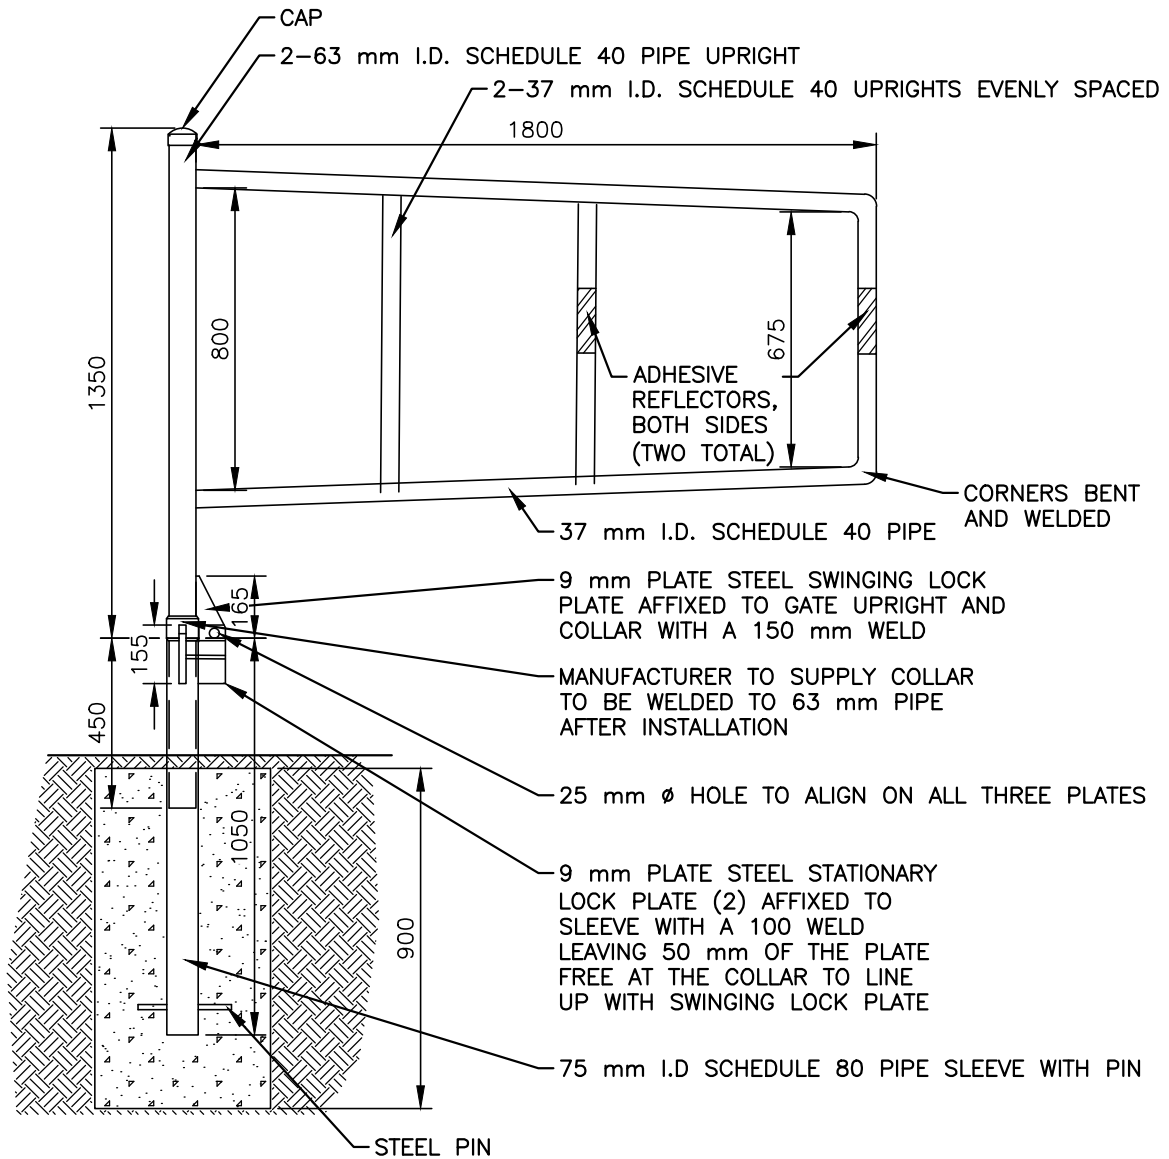 CAP
2-63 mm I.D. SCHEDULE 40 PIPE UPRIGHT
2-37 mm I.D. SCHEDULE 40 UPRIGHTS EVENLY SPACED
1800
1350
800
675
ADHESIVE
REFLECTORS,
BOTH SIDES
(TWO TOTAL)
CORNERS BENT
AND WELDED
37 mm I.D. SCHEDULE 40 PIPE
9 mm PLATE STEEL SWINGING LOCK
PLATE AFFIXED TO GATE UPRIGHT AND
COLLAR WITH A 150 mm WELD
165
155
MANUFACTURER TO SUPPLY COLLAR
TO BE WELDED TO 63 mm PIPE
AFTER INSTALLATION
450
25 mm ø HOLE TO ALIGN ON ALL THREE PLATES
1050
9 mm PLATE STEEL STATIONARY
LOCK PLATE (2) AFFIXED TO
SLEEVE WITH A 100 WELD
LEAVING 50 mm OF THE PLATE
FREE AT THE COLLAR TO LINE
UP WITH SWINGING LOCK PLATE
900
75 mm I.D SCHEDULE 80 PIPE SLEEVE WITH PIN
STEEL PIN